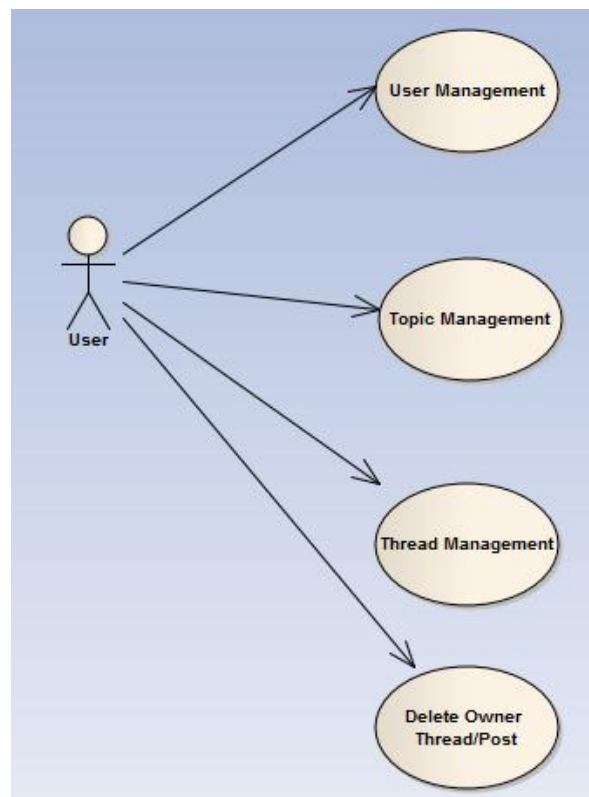 User Management
User
Topic Management
Thread Management
Delete Owner
Thread/Post